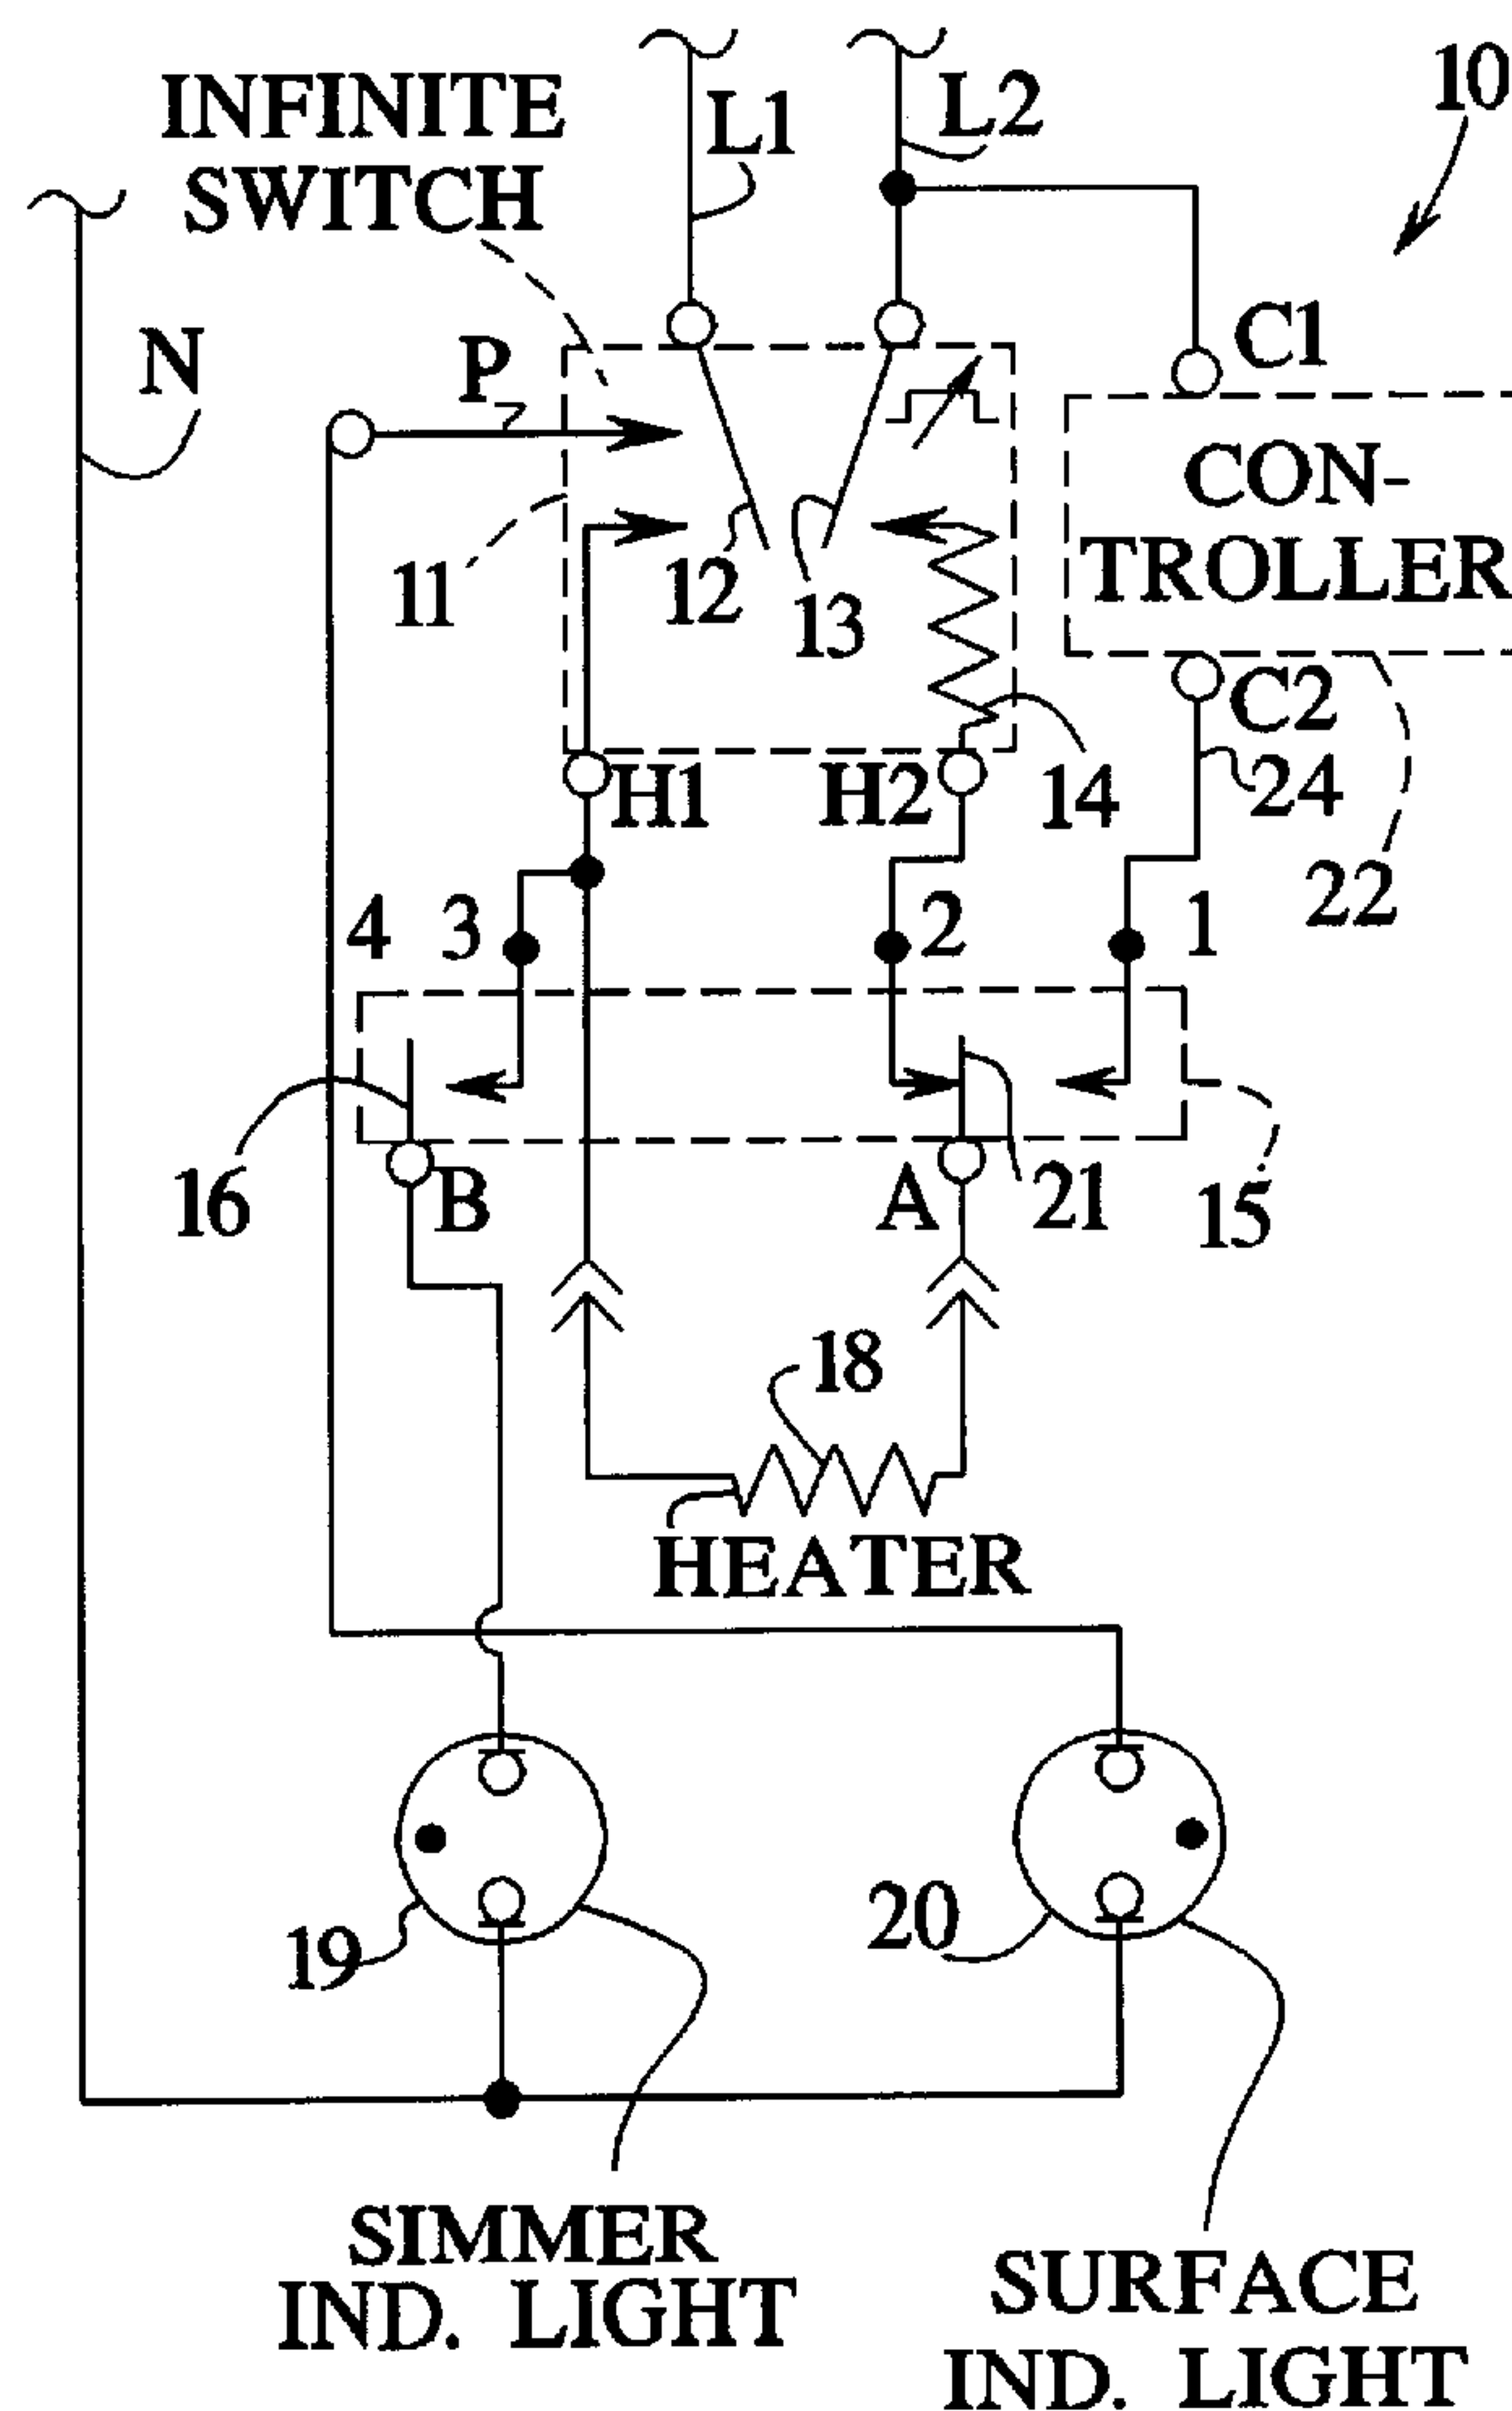 INFINITE
SWITCH
L1
L2
10
N
P
C1
CON-
TROLLER
11
12
13
C2
H1
H2
14
24
22
4
3
2
1
16
B
A
21
15
18
HEATER
19
20
SIMMER
IND. LIGHT
SURFACE
IND. LIGHT